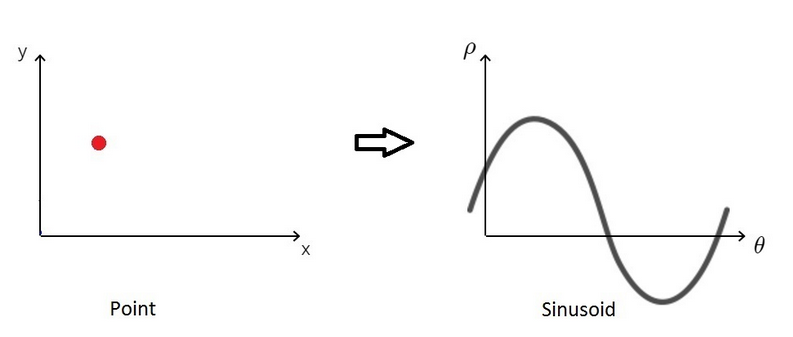 y
x
Point
ρ
θ
Sinusoid